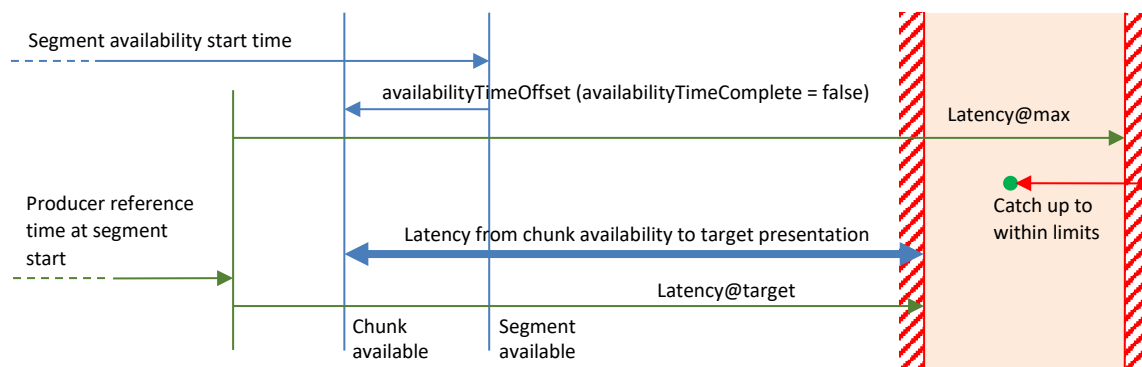 Segment availability start time
availabilityTimeOffset (availabilityTimeComplete = false)
Latency@max
Producer reference
time at segment
start
Catch up to
within limits
Latency from chunk availability to target presentation
Latency@target
Chunk
available
Segment
available